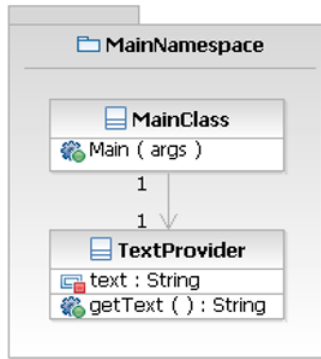 MainNamespace
MainClass
Main ( args )
1
1
TextProvider
text : String
getText ( ) : String